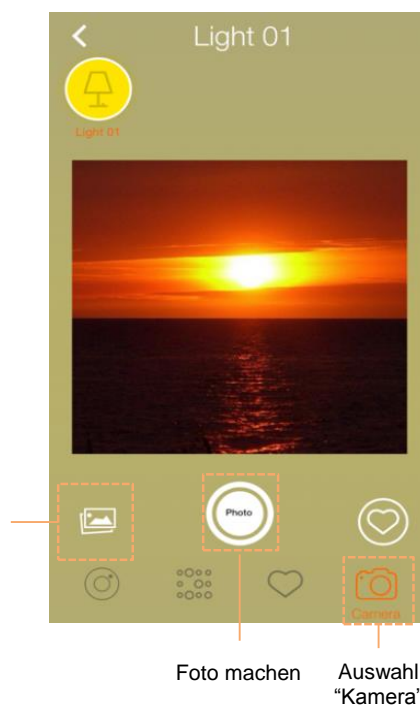 Light 01
Light 01
Photo
Camera
Foto machen
Auswahl
“Kamera”